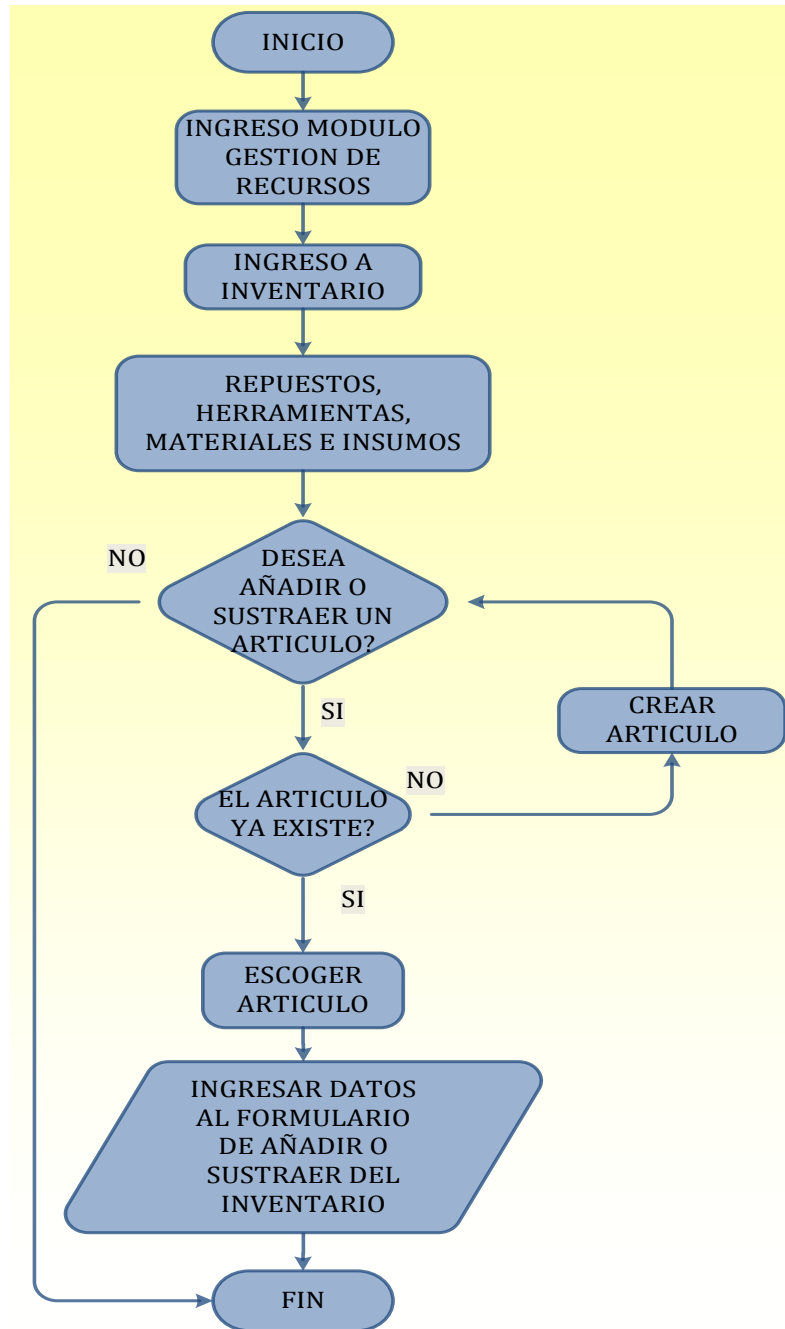 INICIO
INGRESO MODULO
GESTION DE
RECURSOS
INGRESO A
INVENTARIO
REPUESTOS,
HERRAMIENTAS,
MATERIALES E INSUMOS
NO
DESEA
AÑADIR O
SUSTRAER UN
ARTICULO?
SI
CREAR
ARTICULO
EL ARTICULO
YA EXISTE?
NO
SI
ESCOGER
ARTICULO
INGRESAR DATOS
AL FORMULARIO
DE AÑADIR O
SUSTRAER DEL
INVENTARIO
FIN